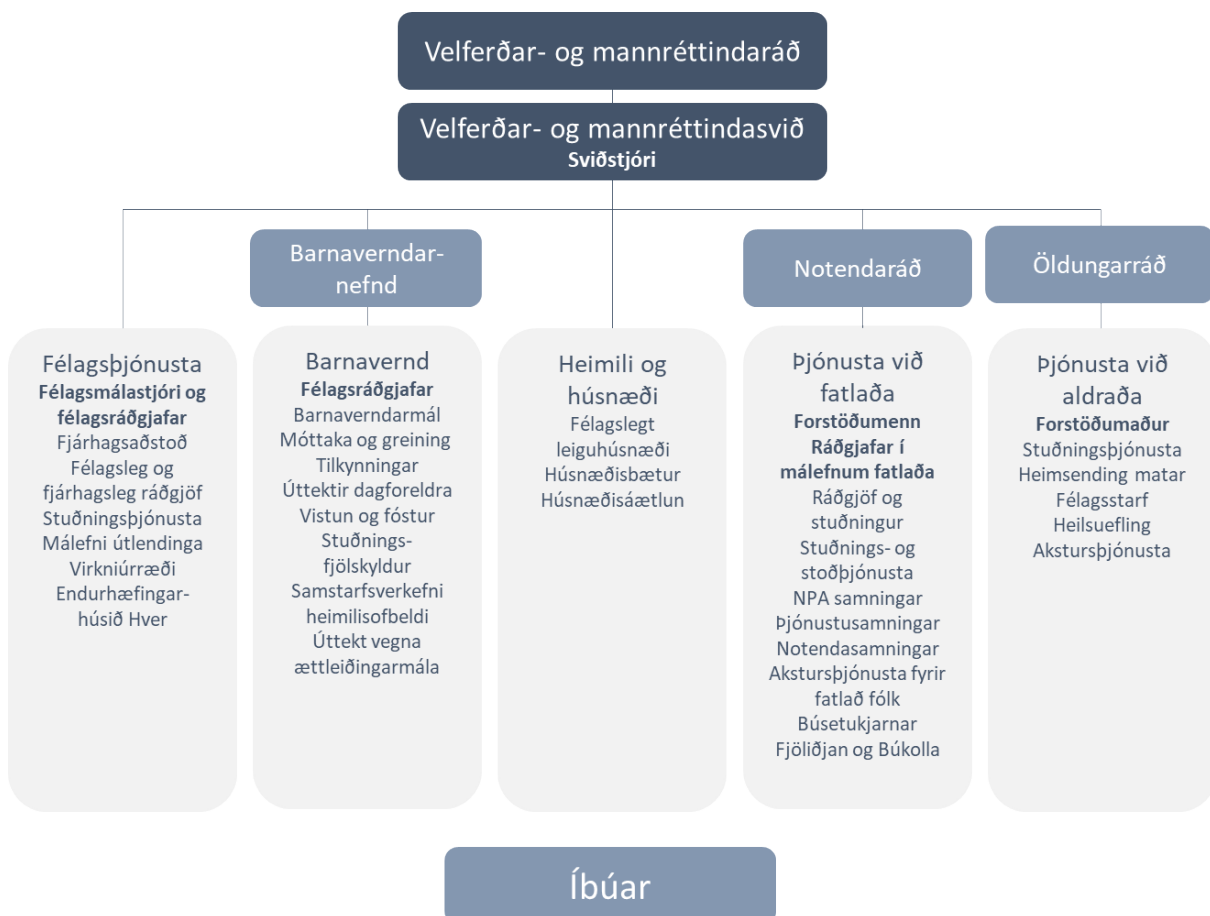 Velferðar- og mannréttindaráð
Velferðar- og mannréttindasvið
Sviðstjóri
Barnaverndar-
nefnd
Notendaráð
Öldungarráð
Félagsþjónusta
Félagsmálastjóri og
félagsráðgjafar
Fjárhagsaðstoð
Félagsleg og
fjárhagsleg ráðgjöf
Stuðningsþjónusta
Málefni útlendinga
Virkniúrræði
Endurhæfingar-
húsið Hver
Barnavernd
Félagsráðgjafar
Barnaverndarmál
Móttaka og greining
Tilkynningar
Úttektir dagforeldra
Vistun og fóstur
Stuðnings-
fjölskyldur
Samstarfsverkefni
heimilisofbeldi
Úttekt vegna
ættleiðingarmála
Heimili og
húsnæði
Félagslegt
leiguhúsnæði
Húsnæðisbætur
Húsnæðisáætlun
Þjónusta við
fatlaða
Forstöðumenn
Ráðgjafar í
málefnum fatlaða
Ráðgjöf og
stuðningur
Stuðnings- og
stoðþjónusta
NPA samningar
Þjónustusamningar
Notendasamningar
Akstursþjónusta fyrir
fatlað fólk
Búsetukjarnar
Fjöliðjan og Búkolla
Þjónusta við
aldraða
Forstöðumaður
Stuðningsþjónusta
Heimsending matar
Félagsstarf
Heilsuefling
Akstursþjónusta
Íbúar